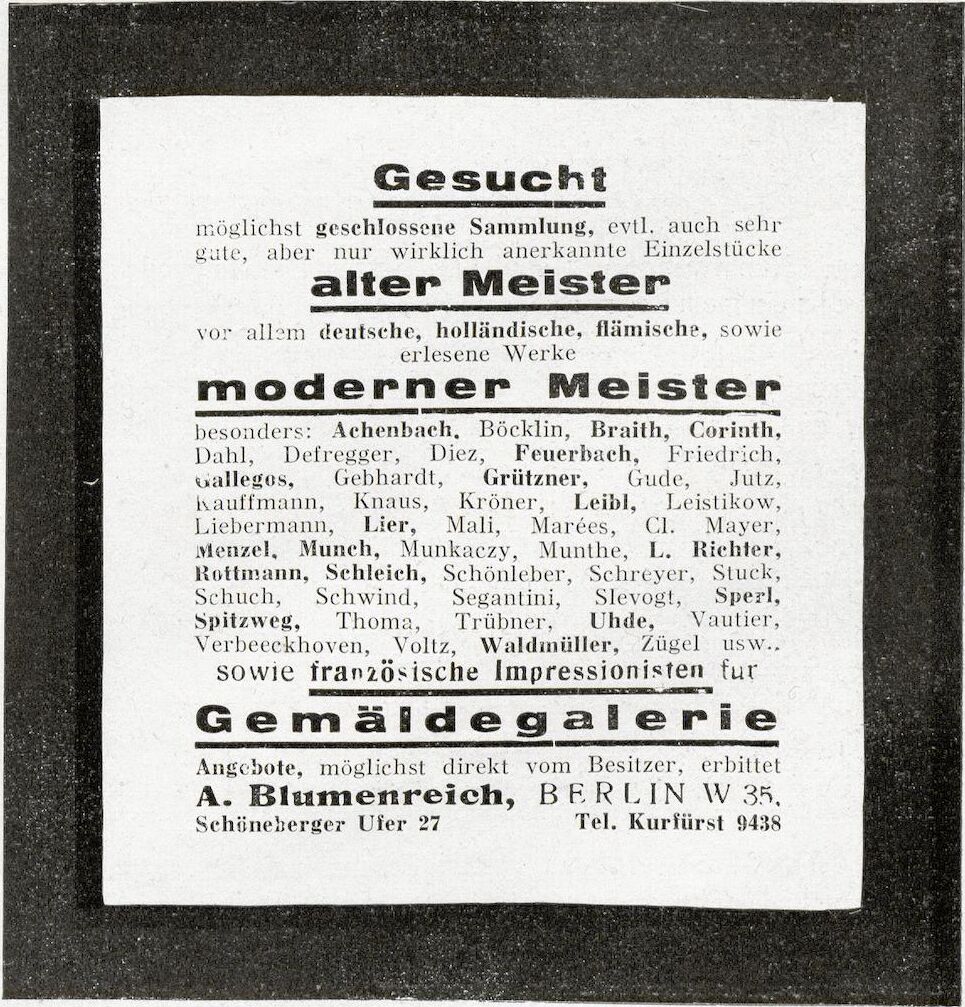 Gesucht
möglichst geschlossene Sammlung, evtl. auch sehr
gute, aber nur wirklich anerkannte Einzelstücke
alter Meister
vor allem deutsche, holländische, flämische, sowie
erlesene Werke
moderner Meister
besonders: Achenbach, Böcklin, Braith, Corinth,
Dahl, Defregger, Diez, Feuerbach, Friedrich,
Gallegos, Gebhardt, Grützner, Gude, Jutz,
Kauffmann, Knaus, Kröner, Leibl, Leistikow,
Liebermann, Lier, Mali, Marées, Cl. Mayer,
Menzel, Munch, Munkaczy, Munthe, L. Richter,
Rottmann, Schleich, Schönleber, Schreyer, Stuck,
Schuch, Schwind, Segantini, Slevogt, Sperl,
Spitzweg, Thoma, Trübner, Uhde, Vautier,
Verbeeckhoven, Voltz, Waldmüller, Zügel usw..
sowie französische Impressionisten fur
Gemäldegalerie
Angebote, möglichst direkt vom Besitzer, erbittet
A. Blumenreich, BERLIN W 35,
Schöneberger Ufer 27 Tel. Kurfürst 9438